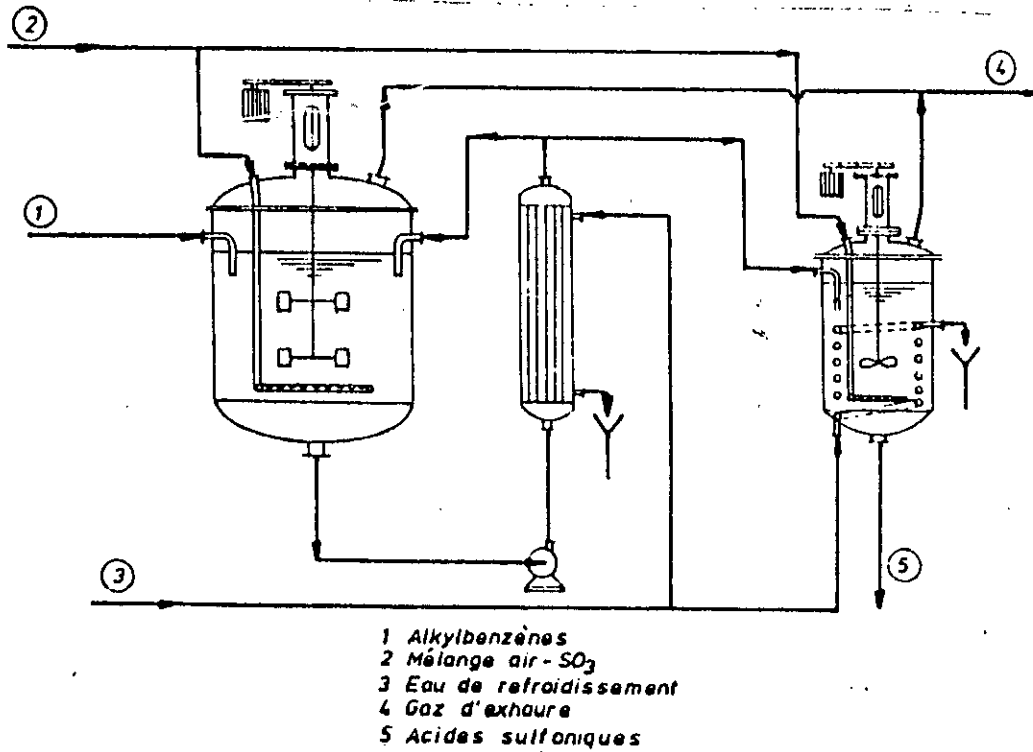 2
4
1
3
5
1 Alkylbenzènes
2 Mélange air-SO3
3 Eau de refroidissement
4 Gaz d'exhaure
5 Acides sulfoniques